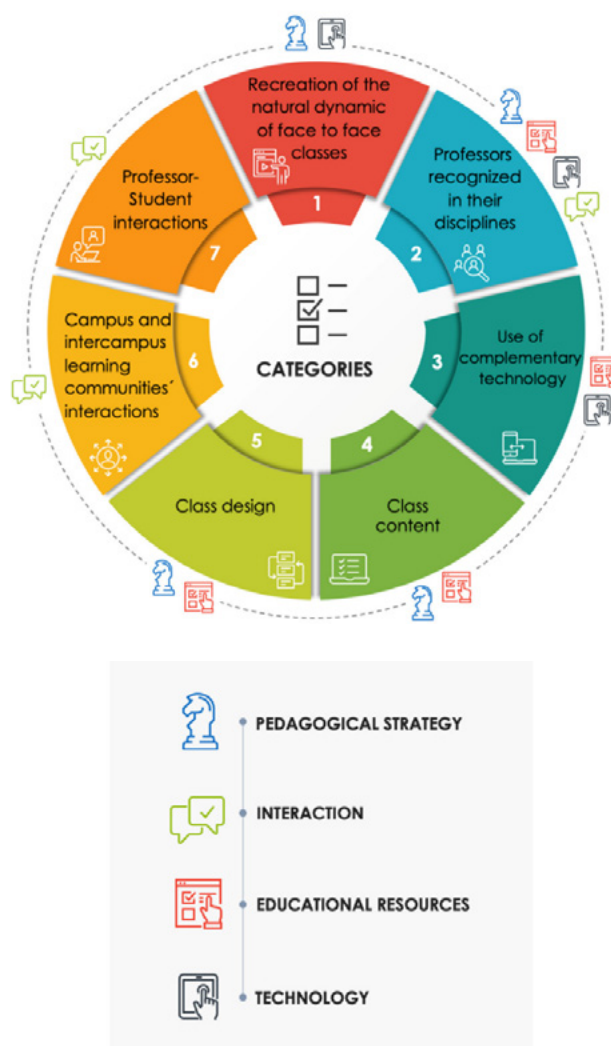 Recreation of the
natural dynamic
of face to face
classes
1
Professors
recognized
in their
disciplines
2
Use of
complementary
technology
3
Class
content
4
Class design
5
Campus and
intercampus
learning
communities´
interactions
6
Professor-
Student
interactions
7
CATEGORIES
PEDAGOGICAL STRATEGY
INTERACTION
EDUCATIONAL RESOURCES
TECHNOLOGY